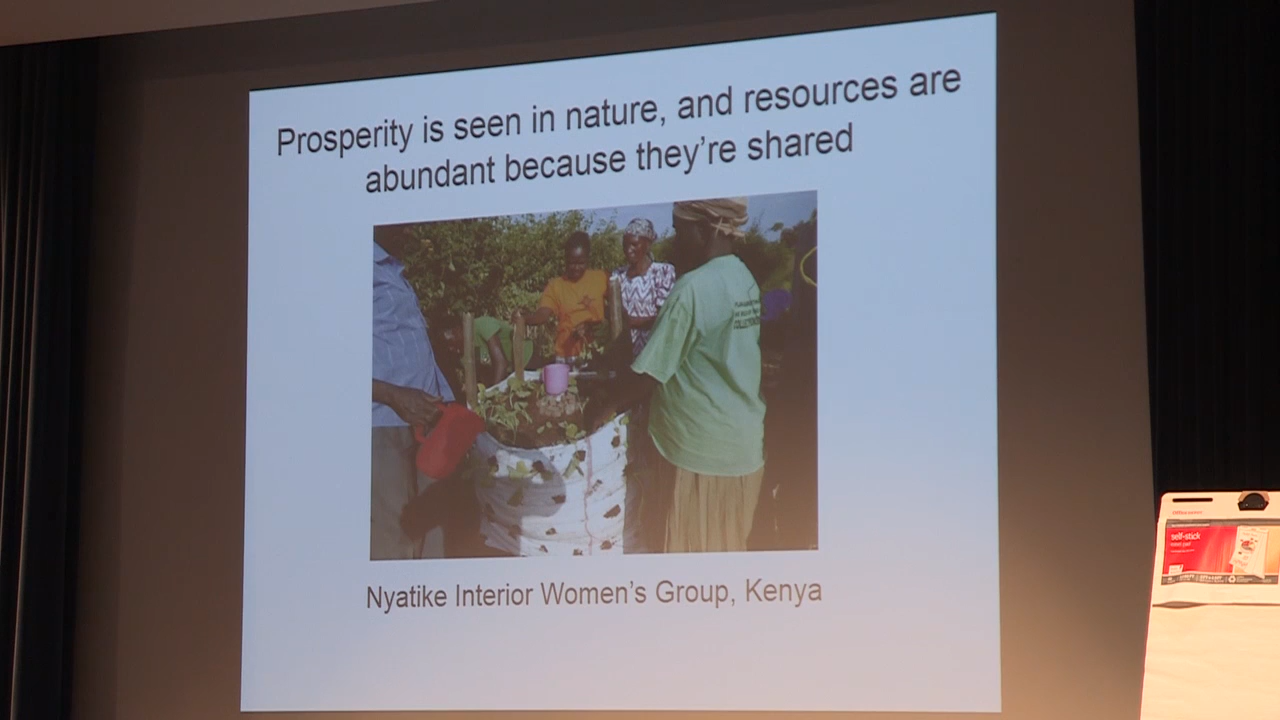 Prosperity is seen in nature, and resources are
abundant because they're shared
Nyatike Interior Women's Group, Kenya
self-stick